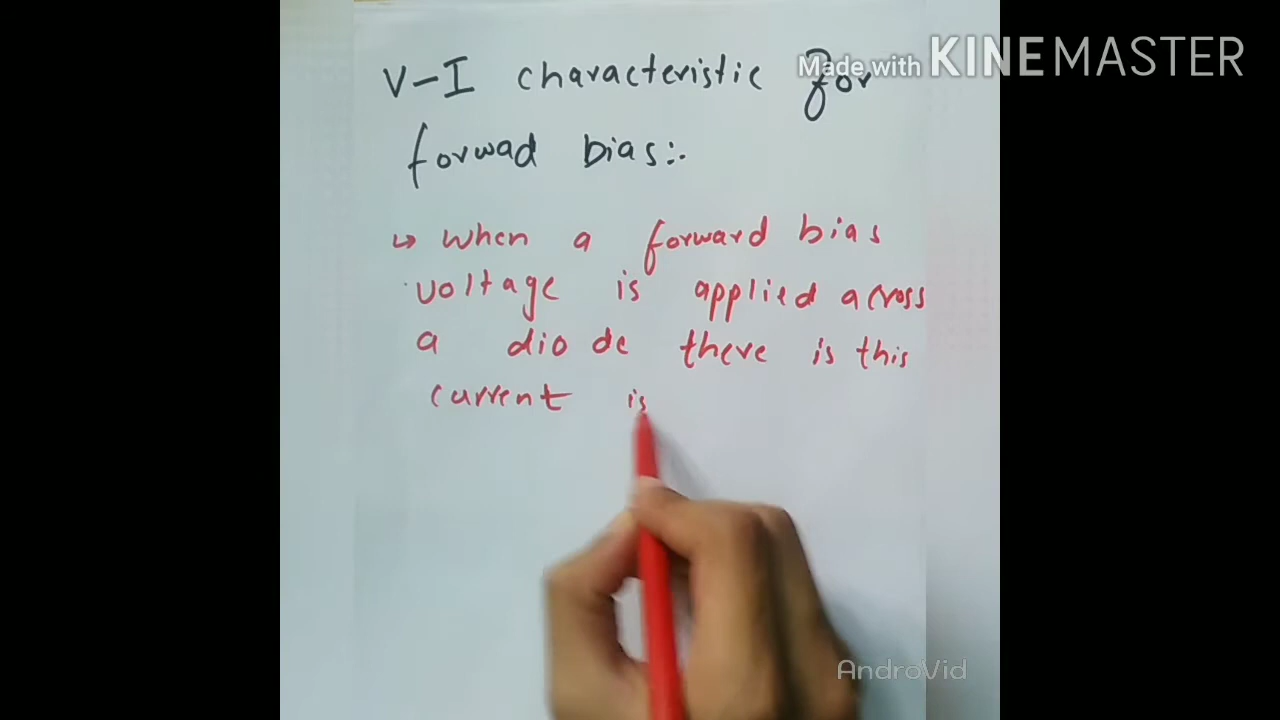 Made with KINEMASTER
V-I characteristic for
forwad bias:-
↳ When a forward bias
voltage is applied across
a diode there is this
current is
AndroVid